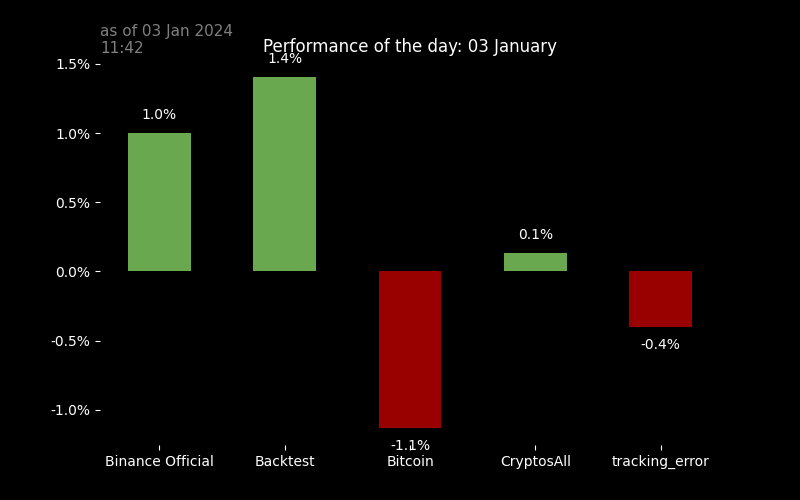 as of 03 Jan 2024
11:42
Performance of the day: 03 January
1.5%
1.0%
0.5%
0.0%
-0.5%
-1.0%
1.0%
1.4%
-1.1%
0.1%
-0.4%
Binance Official
Backtest
Bitcoin
CryptosAll
tracking_error